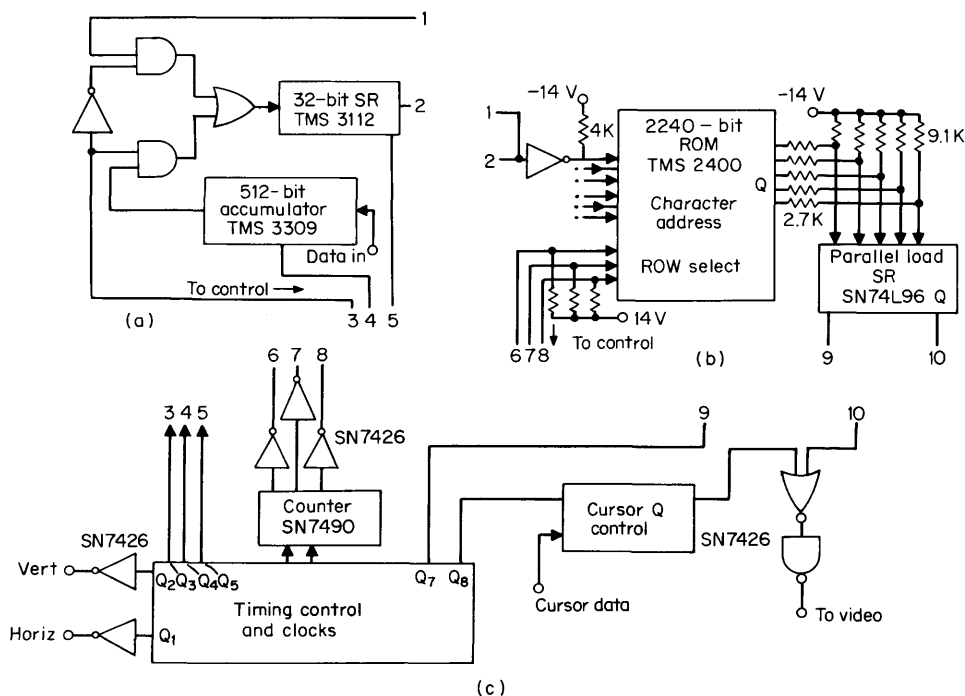 1
32-bit SR
TMS 3112
2
512-bit
accumulator
TMS 3309
Data in
To control →
3 4 5
(a)
-14 V
4K
1
2
2240-bit
ROM
TMS 2400
Q
Character
address
ROW select
6 7 8
14 V
To control
-14 V
9.1K
2.7K
Parallel load
SR
SN74L96 Q
9
10
(b)
6
7
8
3 4 5
SN7426
Counter
SN7490
9
10
SN7426
Vert
Horiz
Q2 Q3 Q4 Q5
Q1
Timing control
and clocks
Q7
Q8
Cursor Q
control
SN7426
Cursor data
To video
(c)